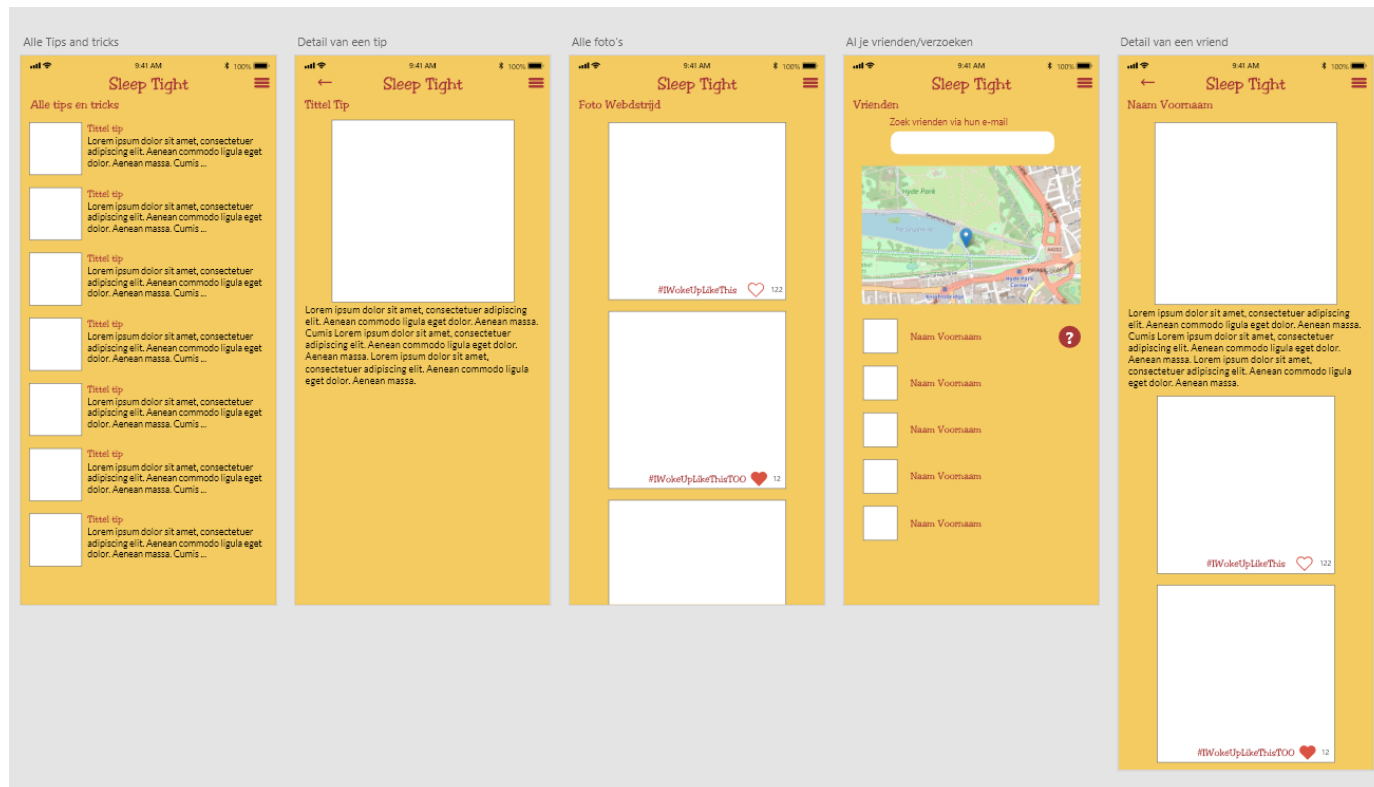 Alle Tips and tricks
9:41 AM
100%
Sleep Tight
Alle tips en tricks
Tittel tip
Lorem ipsum dolor sit amet, consectetuer
adipiscing elit. Aenean commodo ligula eget
dolor. Aenean massa. Cumis ...
Tittel tip
Lorem ipsum dolor sit amet, consectetuer
adipiscing elit. Aenean commodo ligula eget
dolor. Aenean massa. Cumis ...
Tittel tip
Lorem ipsum dolor sit amet, consectetuer
adipiscing elit. Aenean commodo ligula eget
dolor. Aenean massa. Cumis ...
Tittel tip
Lorem ipsum dolor sit amet, consectetuer
adipiscing elit. Aenean commodo ligula eget
dolor. Aenean massa. Cumis ...
Tittel tip
Lorem ipsum dolor sit amet, consectetuer
adipiscing elit. Aenean commodo ligula eget
dolor. Aenean massa. Cumis ...
Tittel tip
Lorem ipsum dolor sit amet, consectetuer
adipiscing elit. Aenean commodo ligula eget
dolor. Aenean massa. Cumis ...
Tittel tip
Lorem ipsum dolor sit amet, consectetuer
adipiscing elit. Aenean commodo ligula eget
dolor. Aenean massa. Cumis ...
Detail van een tip
9:41 AM
100%
Sleep Tight
Tittel Tip
Lorem ipsum dolor sit amet, consectetuer adipiscing
elit. Aenean commodo ligula eget dolor. Aenean massa.
Cumis Lorem ipsum dolor sit amet, consectetuer
adipiscing elit. Aenean commodo ligula eget dolor.
Aenean massa. Lorem ipsum dolor sit amet,
consectetuer adipiscing elit. Aenean commodo ligula
eget dolor. Aenean massa.
Alle foto's
9:41 AM
100%
Sleep Tight
Foto Webdstrijd
#IWokeUpLikeThis 122
#IWokeUpLikeThisTOO 12
Al je vrienden/verzoeken
9:41 AM
100%
Sleep Tight
Vrienden
Zoek vrienden via hun e-mail
Hyde Park
Hyde Park
Corner
Knightsbridge
Naam Voornaam
?
Naam Voornaam
Naam Voornaam
Naam Voornaam
Naam Voornaam
Detail van een vriend
9:41 AM
100%
Sleep Tight
Naam Voornaam
Lorem ipsum dolor sit amet, consectetuer adipiscing
elit. Aenean commodo ligula eget dolor. Aenean massa.
Cumis Lorem ipsum dolor sit amet, consectetuer
adipiscing elit. Aenean commodo ligula eget dolor.
Aenean massa. Lorem ipsum dolor sit amet,
consectetuer adipiscing elit. Aenean commodo ligula
eget dolor. Aenean massa.
#IWokeUpLikeThis 122
#IWokeUpLikeThisTOO 12